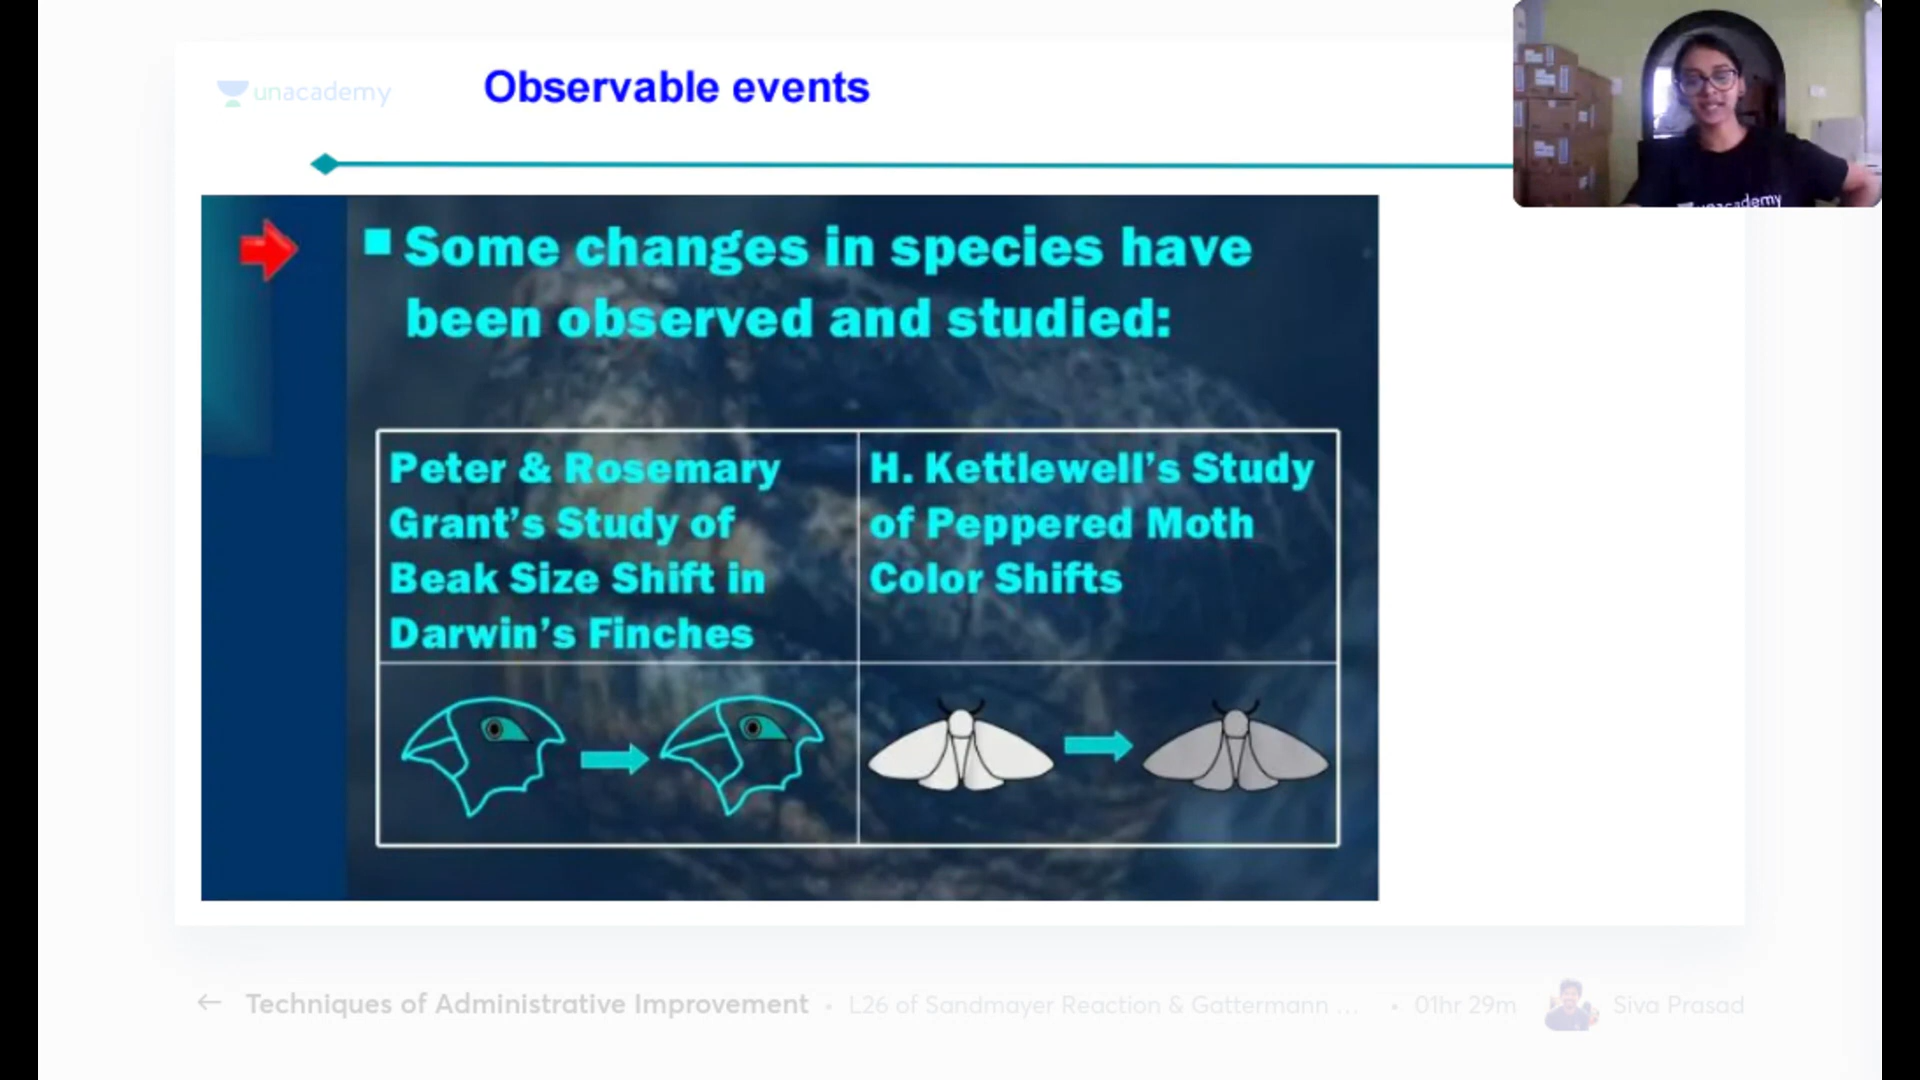 unacademy
Observable events
Some changes in species have
been observed and studied:
Peter & Rosemary
Grant's Study of
Beak Size Shift in
Darwin's Finches
H. Kettlewell's Study
of Peppered Moth
Color Shifts
unacademy
← Techniques of Administrative Improvement • L26 of Sandmayer Reaction & Gattermann ... • 01hr 29m Siva Prasad